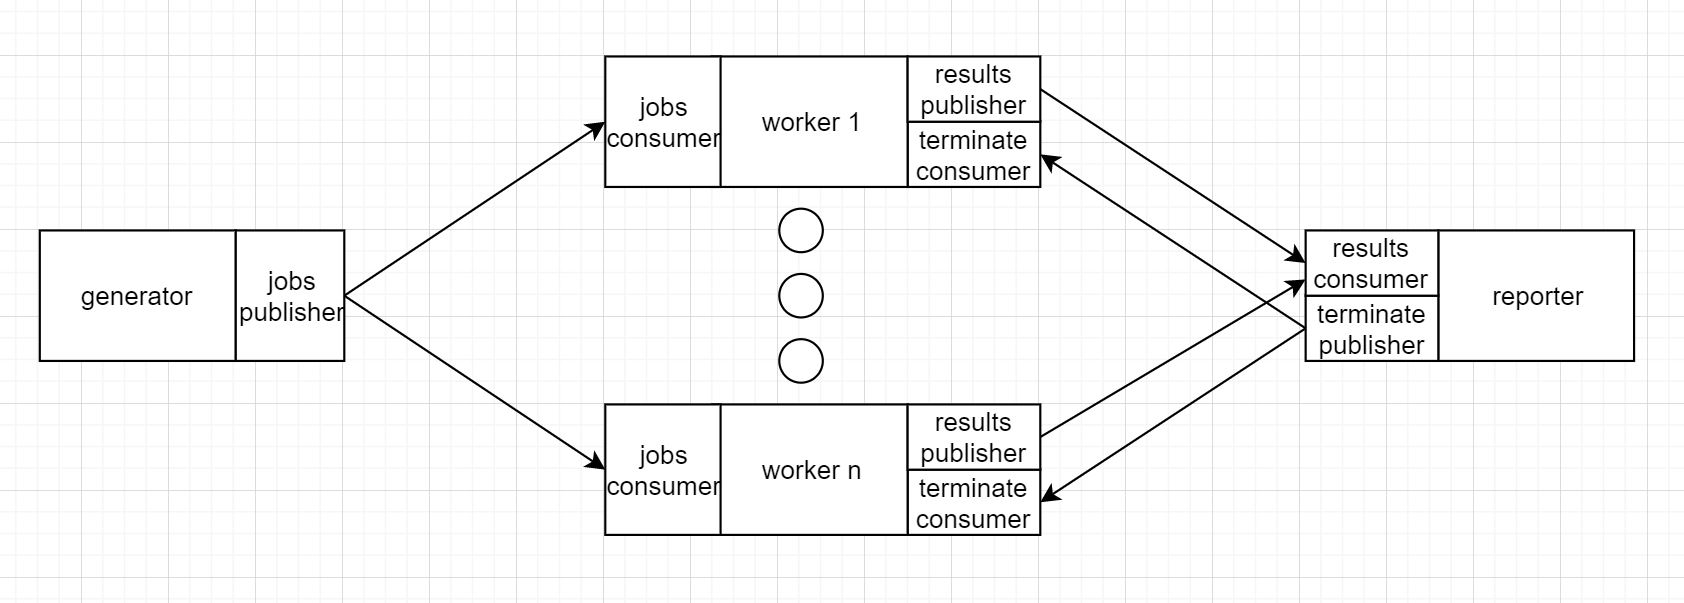 generator
jobs
publisher
jobs
consumer
worker 1
results
publisher
terminate
consumer
jobs
consumer
worker n
results
publisher
terminate
consumer
results
consumer
terminate
publisher
reporter